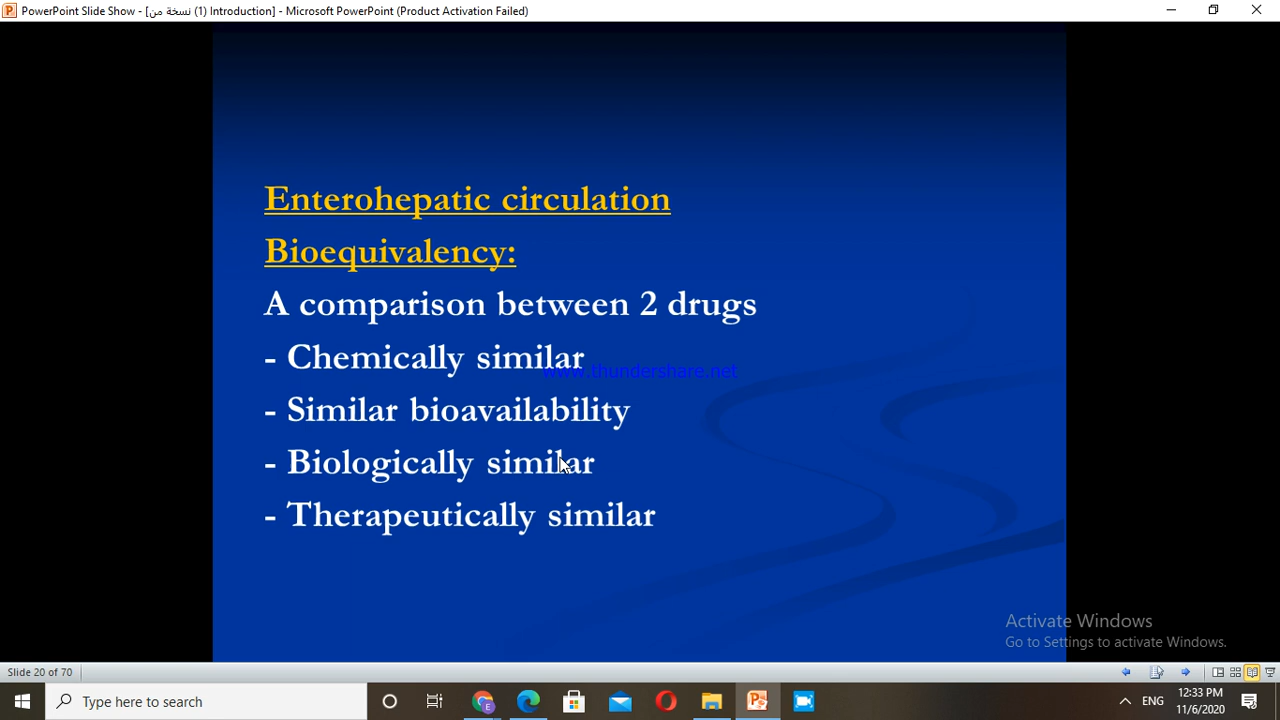 PowerPoint Slide Show - [نسخة من (1) Introduction] - Microsoft PowerPoint (Product Activation Failed)
Enterohepatic circulation
Bioequivalency:
A comparison between 2 drugs
- Chemically similar
www.thundershare.net
- Similar bioavailability
- Biologically similar
- Therapeutically similar
Activate Windows
Go to Settings to activate Windows.
Slide 20 of 70
Type here to search
ENG
12:33 PM
11/6/2020